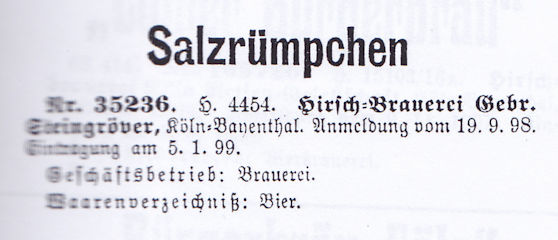 Salzrümpchen
Nr. 35236. H. 4454. Hirsch-Brauerei Gebr.
Steingröver, Köln-Bayenthal. Anmeldung vom 19. 9. 98.
Eintragung am 5. 1. 99.
Geschäftsbetrieb: Brauerei.
Waarenverzeichniß: Bier.